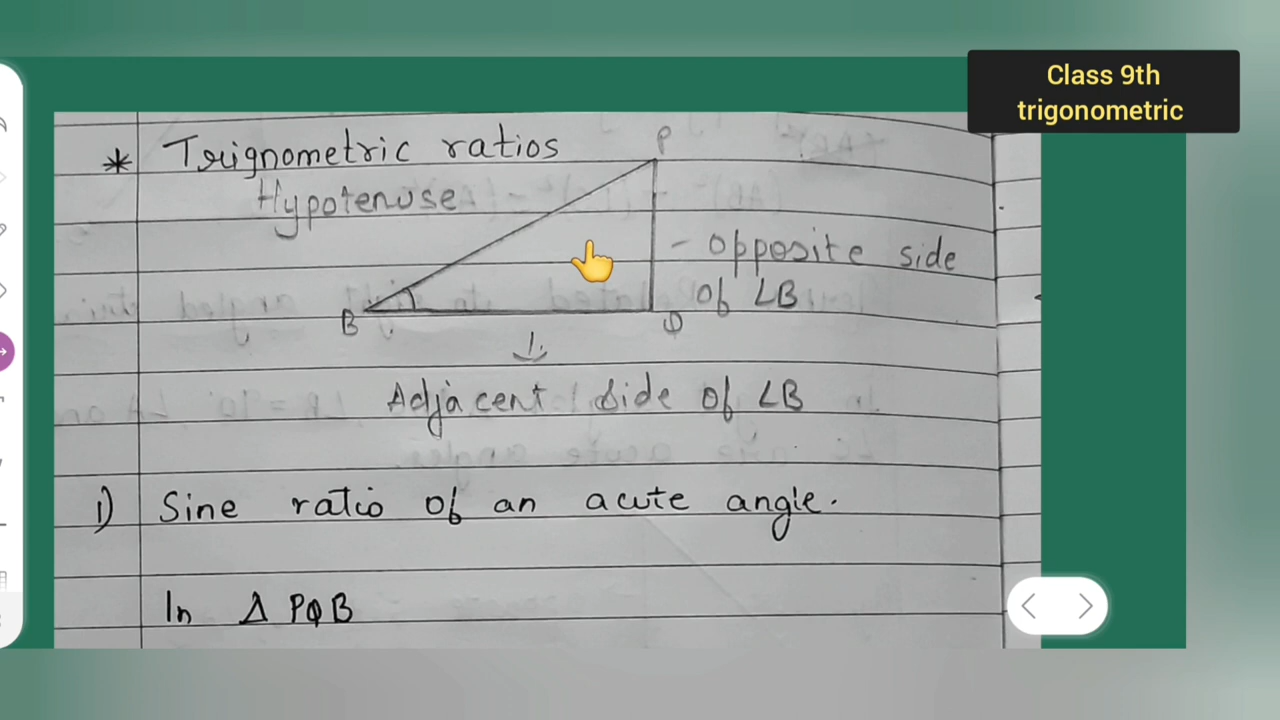 Class 9th
trigonometric
* Trignometric ratios
P
Hypotenuse
- opposite side
of ∠B
B
Q
Adjacent side of ∠B
1) Sine ratio of an acute angle.
In Δ PQB